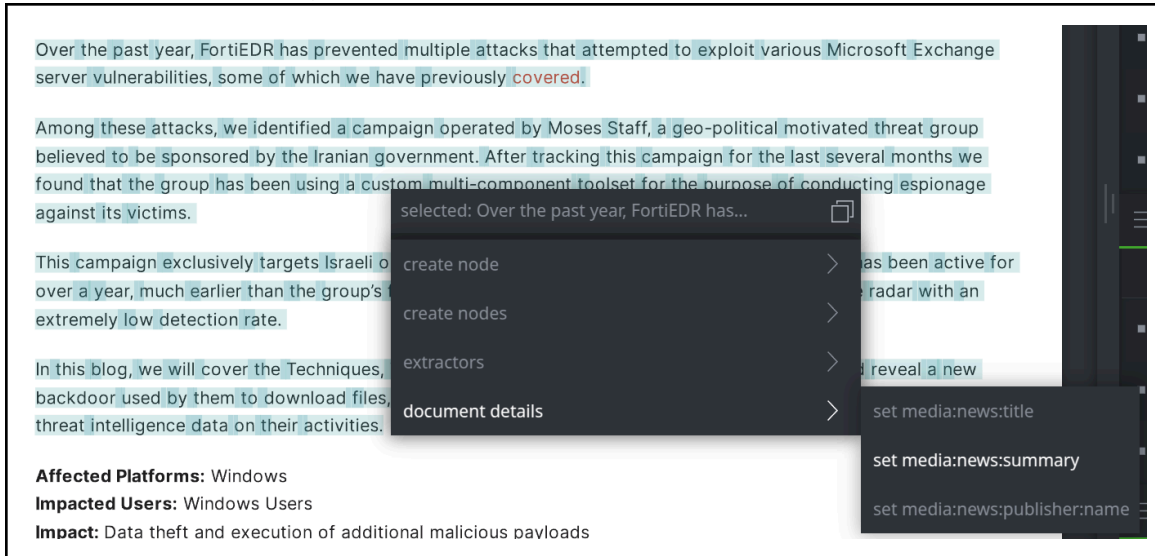 Over the past year, FortiEDR has prevented multiple attacks that attempted to exploit various Microsoft Exchange
server vulnerabilities, some of which we have previously covered.
Among these attacks, we identified a campaign operated by Moses Staff, a geo-political motivated threat group
believed to be sponsored by the Iranian government. After tracking this campaign for the last several months we
found that the group has been using a custom multi-component toolset for the purpose of conducting espionage
against its victims.
selected: Over the past year, FortiEDR has...
This campaign exclusively targets Israeli
create node
as been active for
over a year, much earlier than the group's
radar with an
create nodes
extremely low detection rate.
extractors
In this blog, we will cover the Techniques,
reveal a new
backdoor used by them to download files,
document details
set media:news:title
threat intelligence data on their activities.
set media:news:summary
Affected Platforms: Windows
Impacted Users: Windows Users
set media:news:publisher:name
Impact: Data theft and execution of additional malicious payloads